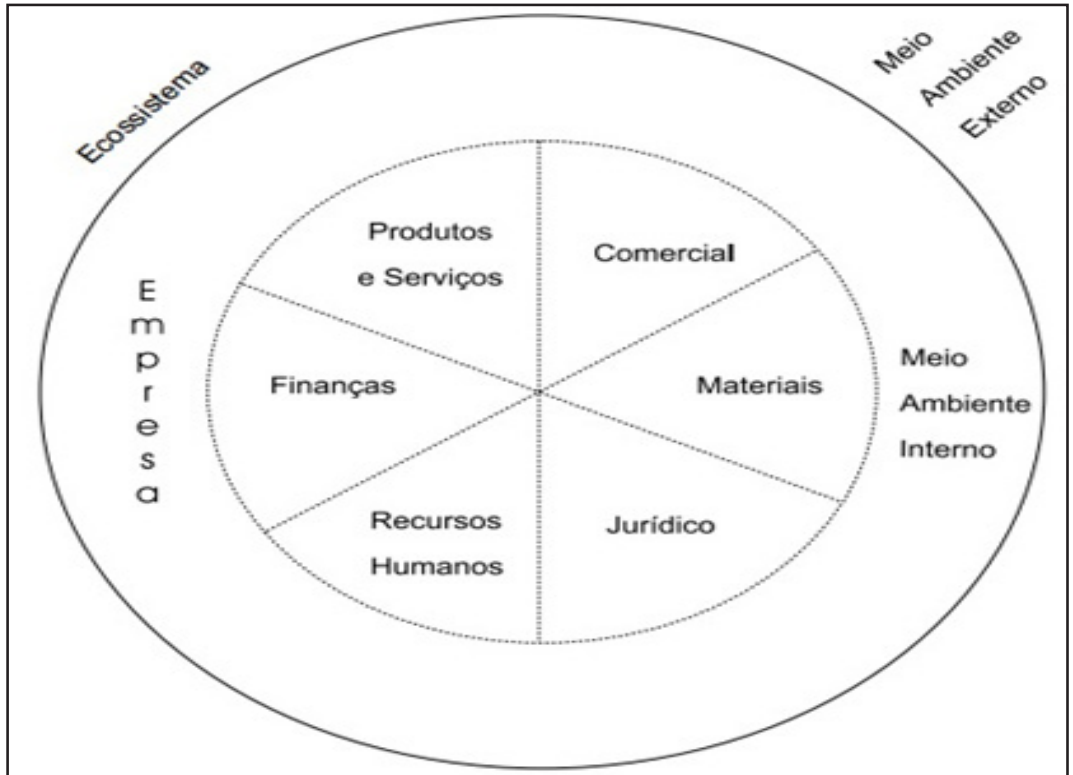 Ecossistema
Meio
Ambiente
Externo
Produtos
e Serviços
Comercial
E
m
p
r
e
s
a
Finanças
Materiais
Meio
Ambiente
Interno
Recursos
Humanos
Jurídico